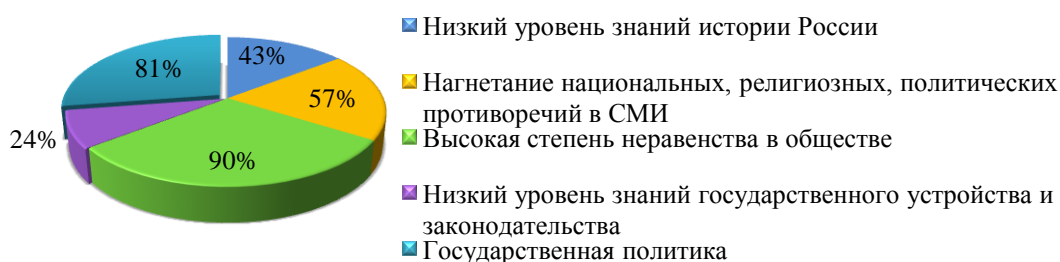 43%
57%
90%
24%
81%
Низкий уровень знаний истории России
Нагнетание национальных, религиозных, политических
противоречий в СМИ
Высокая степень неравенства в обществе
Низкий уровень знаний государственного устройства и
законодательства
Государственная политика